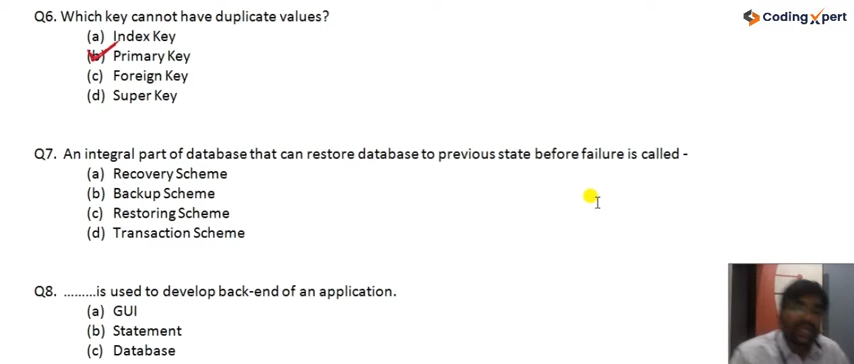 Q6. Which key cannot have duplicate values?
CodingXpert
(a) Index Key
(b) Primary Key
(c) Foreign Key
(d) Super Key
Q7. An integral part of database that can restore database to previous state before failure is called -
(a) Recovery Scheme
(b) Backup Scheme
(c) Restoring Scheme
(d) Transaction Scheme
Q8. .........is used to develop back-end of an application.
(a) GUI
(b) Statement
(c) Database